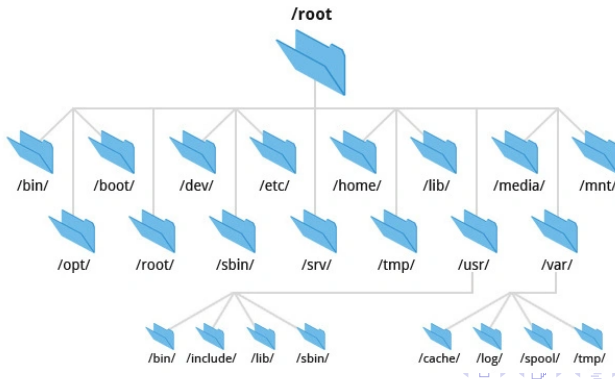 /root
/bin/ /boot/ /dev/ /etc/ /home/ /lib/ /media/ /mnt/
/opt/ /root/ /sbin/ /srv/ /tmp/ /usr/ /var/
/bin/ /include/ /lib/ /sbin/ /cache/ /log/ /spool/ /tmp/